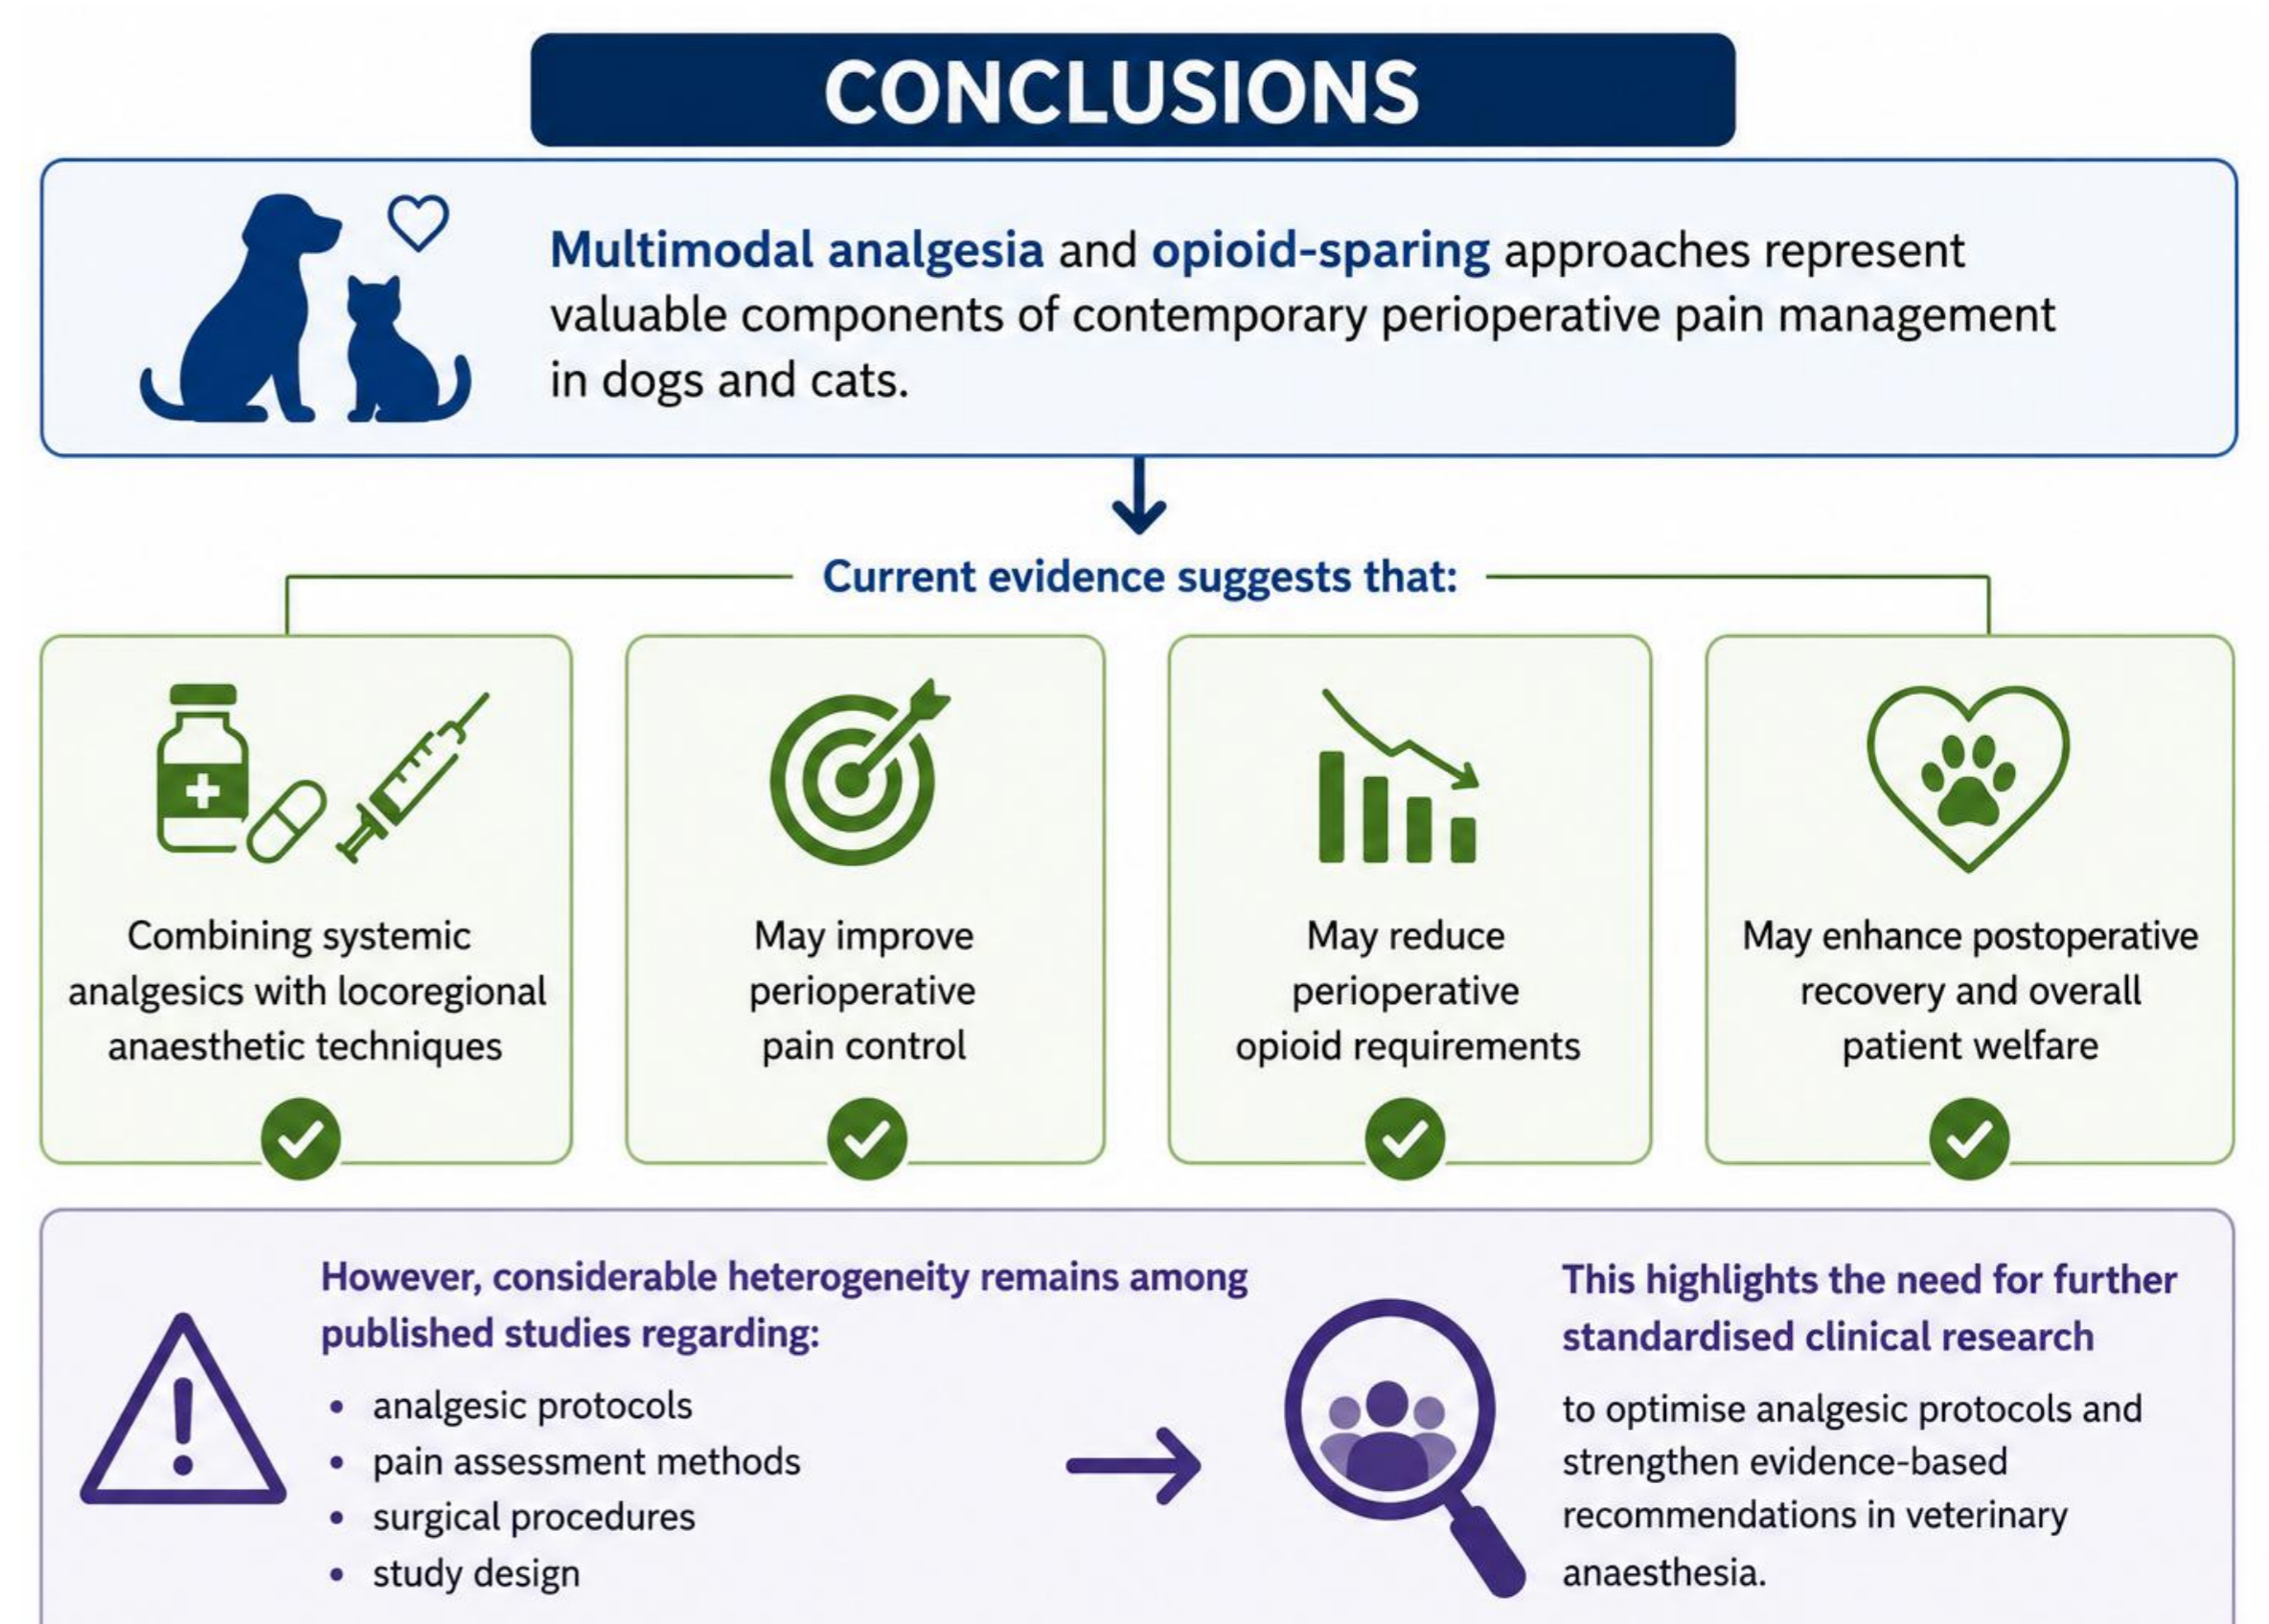 CONCLUSIONS
Multimodal analgesia and opioid-sparing approaches represent
valuable components of contemporary perioperative pain management
in dogs and cats.
Current evidence suggests that:
Combining systemic
analgesics with locoregional
anaesthetic techniques
May improve
perioperative
pain control
May reduce
perioperative
opioid requirements
May enhance postoperative
recovery and overall
patient welfare
However, considerable heterogeneity remains among
published studies regarding:
• analgesic protocols
• pain assessment methods
• surgical procedures
• study design
This highlights the need for further
standardised clinical research
to optimise analgesic protocols and
strengthen evidence-based
recommendations in veterinary
anaesthesia.